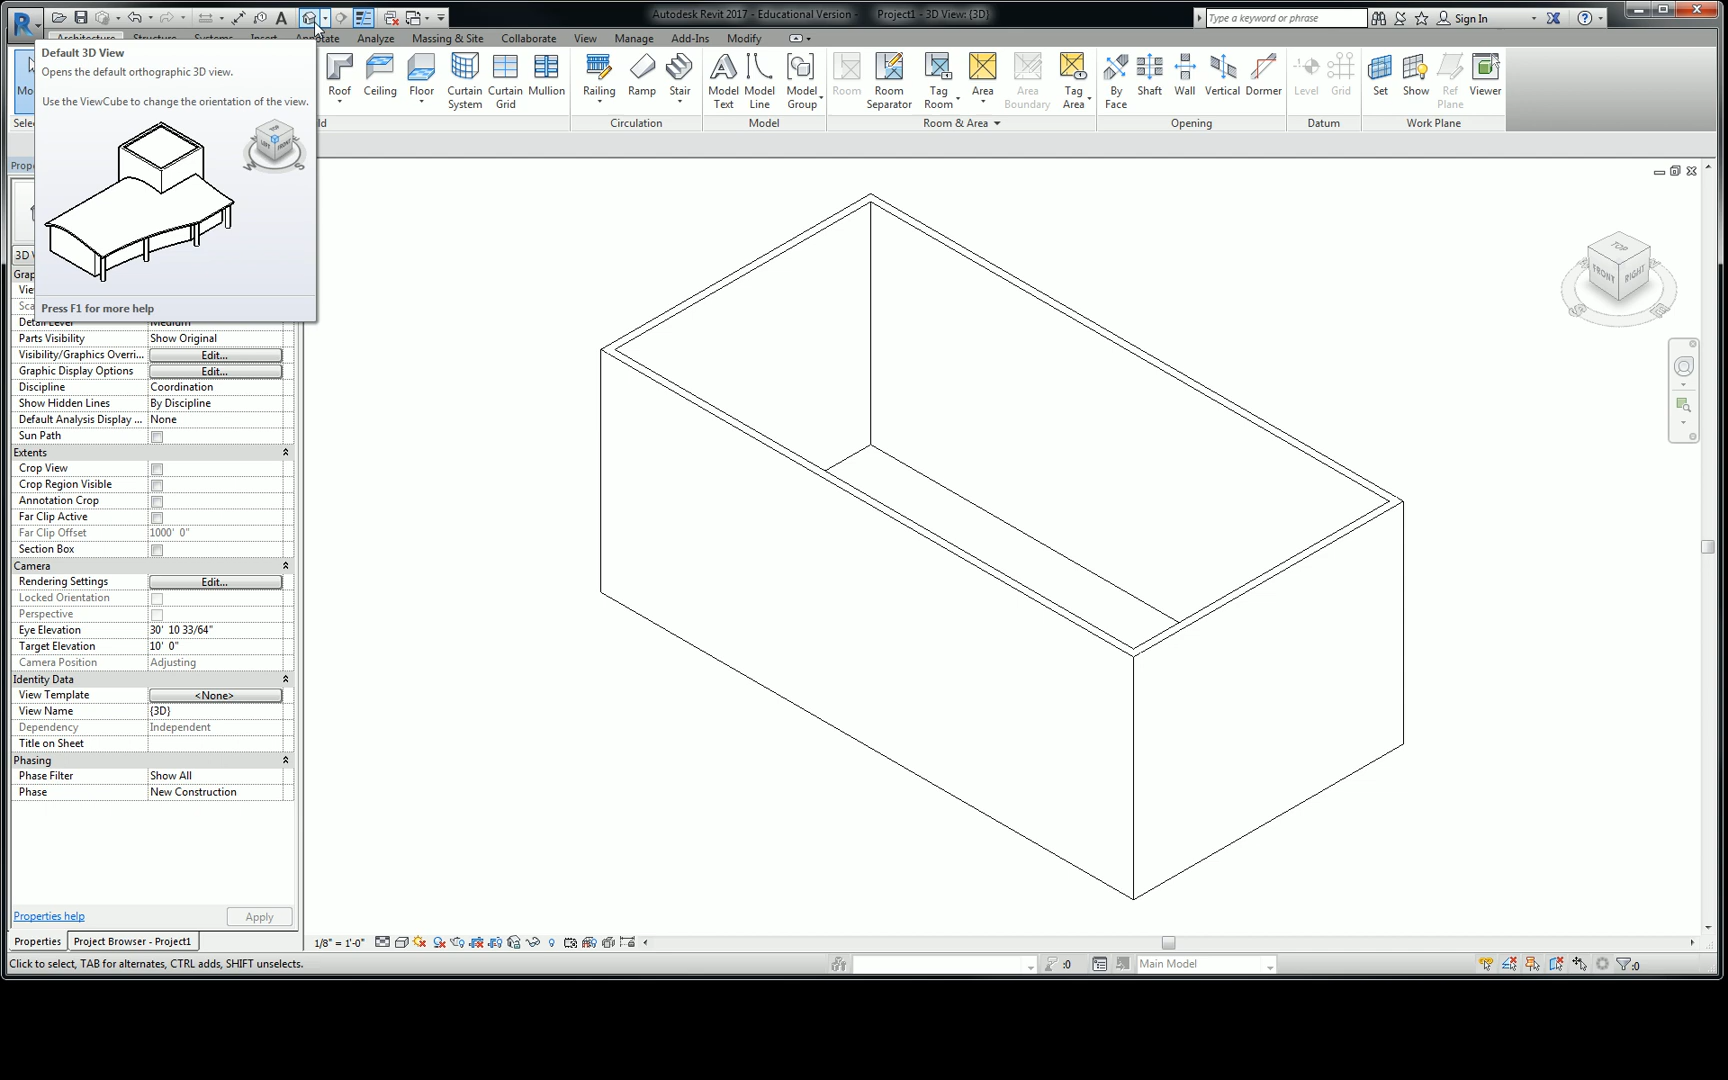 Autodesk Revit 2017 - Educational Version - Project1 - 3D View: {3D}
Type a keyword or phrase
Sign In
Analyze Massing & Site Collaborate View Manage Add-Ins Modify
Default 3D View
Opens the default orthographic 3D view.
Use the ViewCube to change the orientation of the view.
Press F1 for more help
Roof Ceiling Floor Curtain System Curtain Grid Mullion Railing Ramp Stair Model Text Model Line Model Group Room Room Separator Tag Room Area Area Boundary Tag Area By Face Shaft Wall Vertical Dormer Level Grid Set Show Ref Plane Viewer
Circulation Model Room & Area Opening Datum Work Plane
TOP
FRONT RIGHT
Parts Visibility Show Original
Visibility/Graphics Overri... Edit...
Graphic Display Options Edit...
Discipline Coordination
Show Hidden Lines By Discipline
Default Analysis Display ... None
Sun Path
Extents
Crop View
Crop Region Visible
Annotation Crop
Far Clip Active
Far Clip Offset 1000' 0"
Section Box
Camera
Rendering Settings Edit...
Locked Orientation
Perspective
Eye Elevation 30' 10 33/64"
Target Elevation 10' 0"
Camera Position Adjusting
Identity Data
View Template <None>
View Name {3D}
Dependency Independent
Title on Sheet
Phasing
Phase Filter Show All
Phase New Construction
Properties help Apply
Properties Project Browser - Project1
1/8" = 1'-0"
Click to select, TAB for alternates, CTRL adds, SHIFT unselects.
:0
Main Model
:0